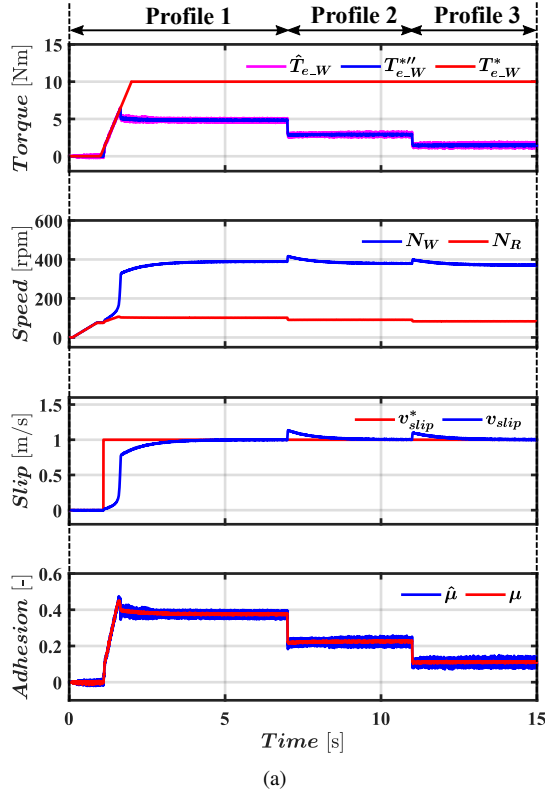 Profile 1 Profile 2 Profile 3
Torque [Nm]
15
10
5
0
T̂e_W T*′′e_W T*e_W
Speed [rpm]
600
400
200
0
N_W N_R
Slip [m/s]
1.5
1
0.5
0
v*slip vslip
Adhesion [-]
0.6
0.4
0.2
0
μ̂ μ
0 5 10 15
Time [s]
(a)